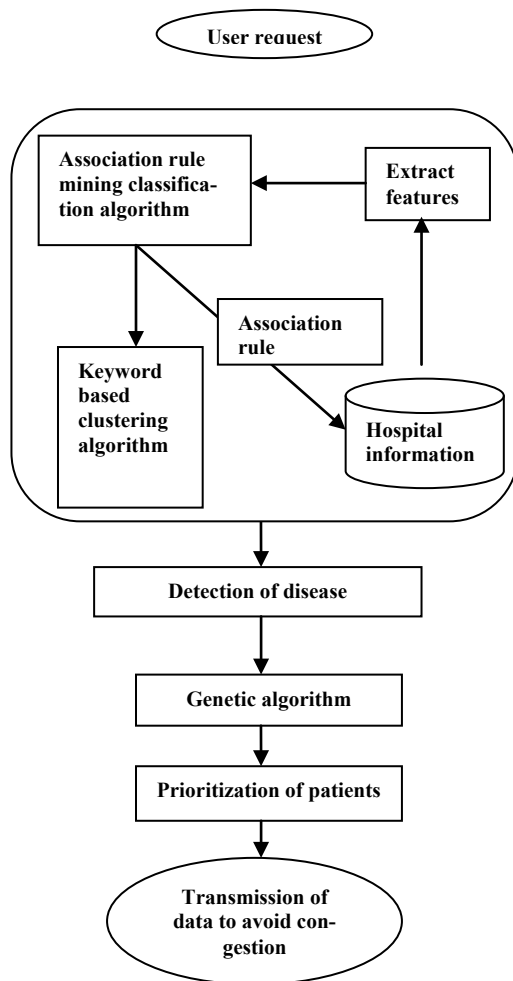 User request
Association rule
mining classifica-
tion algorithm
Extract
features
Association
rule
Keyword
based
clustering
algorithm
Hospital
information
Detection of disease
Genetic algorithm
Prioritization of patients
Transmission of
data to avoid con-
gestion